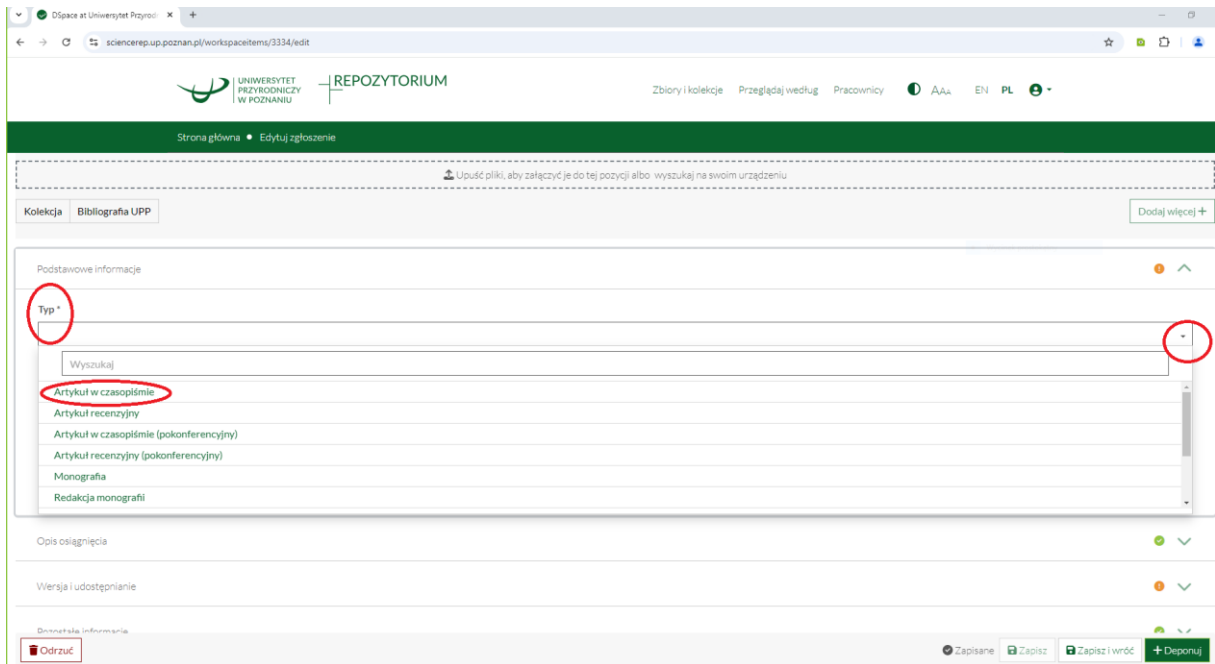 DSpace at Uniwersytet Przyrod
sciencerep.up.poznan.pl/workspaceitems/3334/edit
UNIWERSYTET
PRZYRODNICZY
W POZNANIU
REPOZYTORIUM
Zbiory i kolekcje Przeglądaj według Pracownicy AAA EN PL
Strona główna Edytuj zgłoszenie
Upuść pliki, aby załączyć je do tej pozycji albo wyszukaj na swoim urządzeniu
Kolekcja Bibliografia UPP Dodaj więcej +
Podstawowe informacje
Typ *
Wyszukaj
Artykuł w czasopiśmie
Artykuł recenzyjny
Artykuł w czasopiśmie (pokonferencyjny)
Artykuł recenzyjny (pokonferencyjny)
Monografia
Redakcja monografii
Opis osiągnięcia
Wersja i udostępnianie
Pozostałe informacje
Odrzuć Zapisane Zapisz Zapisz i wróć + Deponuj